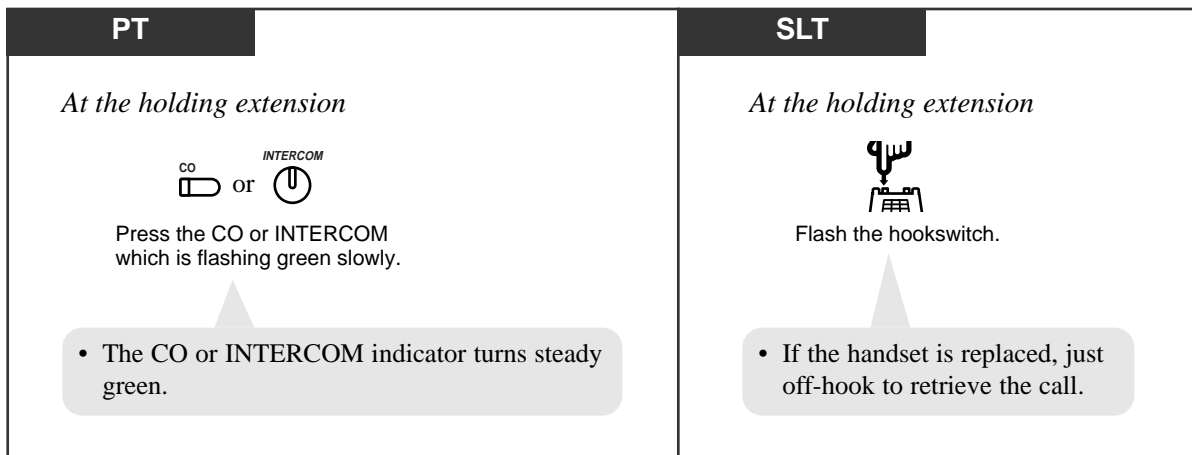 PT
At the holding extension
CO
or
INTERCOM
Press the CO or INTERCOM
which is flashing green slowly.
• The CO or INTERCOM indicator turns steady
green.
SLT
At the holding extension
Flash the hookswitch.
• If the handset is replaced, just
off-hook to retrieve the call.